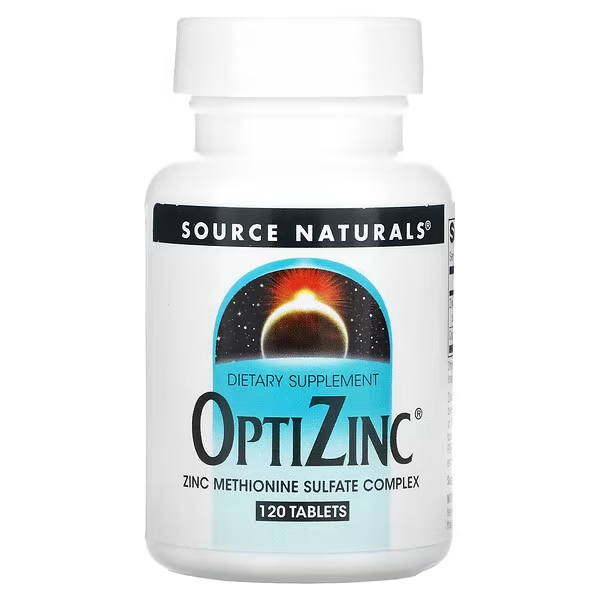 SOURCE NATURALS®
DIETARY SUPPLEMENT
OPTIZINC®
ZINC METHIONINE SULFATE COMPLEX
120 TABLETS